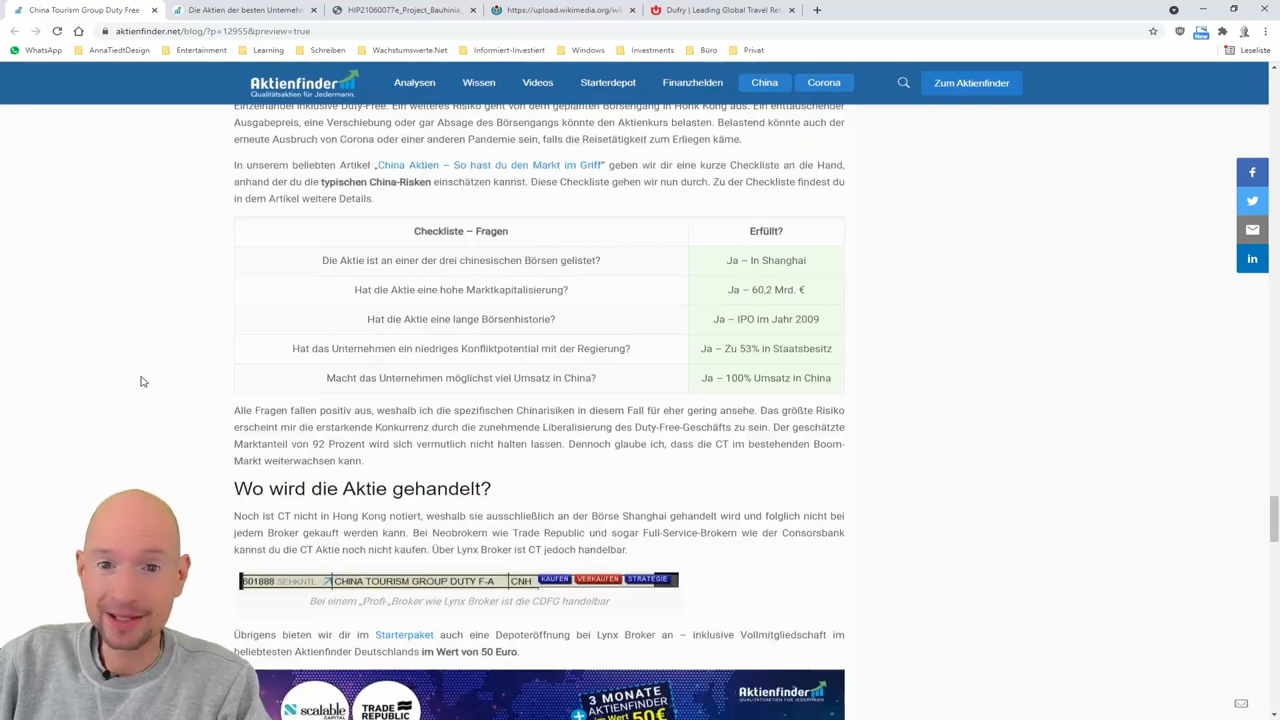 China Tourism Group Duty Free
Die Aktien der besten Unternehm
HIP21060077e_Project_Bauhinia_
https://upload.wikimedia.org/wi
Dufry | Leading Global Travel Re
aktienfinder.net/blog/?p=12955&preview=true
New
WhatsApp
AnnaTiedtDesign
Entertainment
Learning
Schreiben
Wachstumswerte.Net
Informiert-Investiert
Windows
Investments
Büro
Privat
Leseliste
Aktienfinder
Qualitätsaktien für Jedermann.
Analysen
Wissen
Videos
Starterdepot
Finanzhelden
China
Corona
Zum Aktienfinder
Einzelhandel inklusive Duty-Free. Ein weiteres Risiko geht von dem geplanten Börsengang in Honk Kong aus. Ein enttäuschender
Ausgabepreis, eine Verschiebung oder gar Absage des Börsengangs könnte den Aktienkurs belasten. Belastend könnte auch der
erneute Ausbruch von Corona oder einer anderen Pandemie sein, falls die Reisetätigkeit zum Erliegen käme.
In unserem beliebten Artikel „China Aktien – So hast du den Markt im Griff“ geben wir dir eine kurze Checkliste an die Hand,
anhand der du die typischen China-Risken einschätzen kannst. Diese Checkliste gehen wir nun durch. Zu der Checkliste findest du
in dem Artikel weitere Details.
Checkliste – Fragen
Erfüllt?
Die Aktie ist an einer der drei chinesischen Börsen gelistet?
Ja – In Shanghai
Hat die Aktie eine hohe Marktkapitalisierung?
Ja – 60,2 Mrd. €
Hat die Aktie eine lange Börsenhistorie?
Ja – IPO im Jahr 2009
Hat das Unternehmen ein niedriges Konfliktpotential mit der Regierung?
Ja – Zu 53% in Staatsbesitz
Macht das Unternehmen möglichst viel Umsatz in China?
Ja – 100% Umsatz in China
Alle Fragen fallen positiv aus, weshalb ich die spezifischen Chinarisiken in diesem Fall für eher gering ansehe. Das größte Risiko
erscheint mir die erstarkende Konkurrenz durch die zunehmende Liberalisierung des Duty-Free-Geschäfts zu sein. Der geschätzte
Marktanteil von 92 Prozent wird sich vermutlich nicht halten lassen. Dennoch glaube ich, dass die CT im bestehenden Boom-
Markt weiterwachsen kann.
Wo wird die Aktie gehandelt?
Noch ist CT nicht in Hong Kong notiert, weshalb sie ausschließlich an der Börse Shanghai gehandelt wird und folglich nicht bei
jedem Broker gekauft werden kann. Bei Neobrokern wie Trade Republic und sogar Full-Service-Brokern wie der Consorsbank
kannst du die CT Aktie noch nicht kaufen. Über Lynx Broker ist CT jedoch handelbar.
601888 SEHKNTL
CHINA TOURISM GROUP DUTY F-A
CNH
KAUFEN
VERKAUFEN
STRATEGIE
Bei einem „Profi-„Broker wie Lynx Broker ist die CDFG handelbar
Übrigens bieten wir dir im Starterpaket auch eine Depoteröffnung bei Lynx Broker an – inklusive Vollmitgliedschaft im
beliebtesten Aktienfinder Deutschlands im Wert von 50 Euro.
scalable
CAPITAL
TRADE
REPUBLIC
+
3 MONATE
AKTIENFINDER
im Wert 50€
Aktienfinder
QUALITÄTSAKTIEN FÜR JEDERMANN